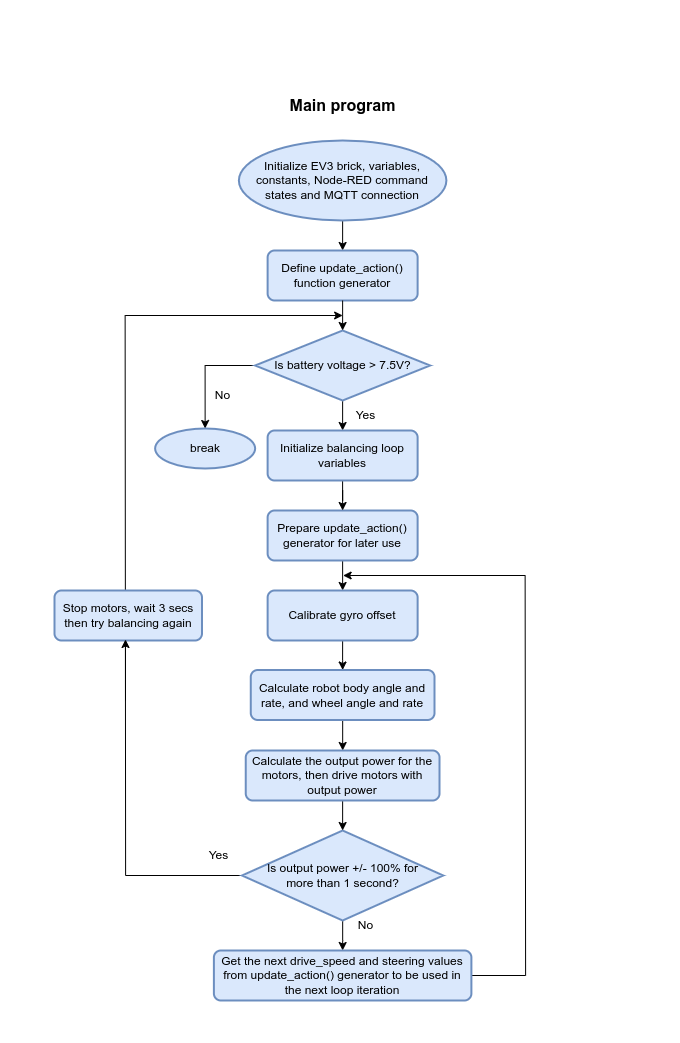 Main program
Initialize EV3 brick, variables,
constants, Node-RED command
states and MQTT connection
Define update_action()
function generator
Is battery voltage > 7.5V?
No
Yes
break
Initialize balancing loop
variables
Prepare update_action()
generator for later use
Stop motors, wait 3 secs
then try balancing again
Calibrate gyro offset
Calculate robot body angle and
rate, and wheel angle and rate
Calculate the output power for the
motors, then drive motors with
output power
Yes
Is output power +/- 100% for
more than 1 second?
No
Get the next drive_speed and steering values
from update_action() generator to be used in
the next loop iteration